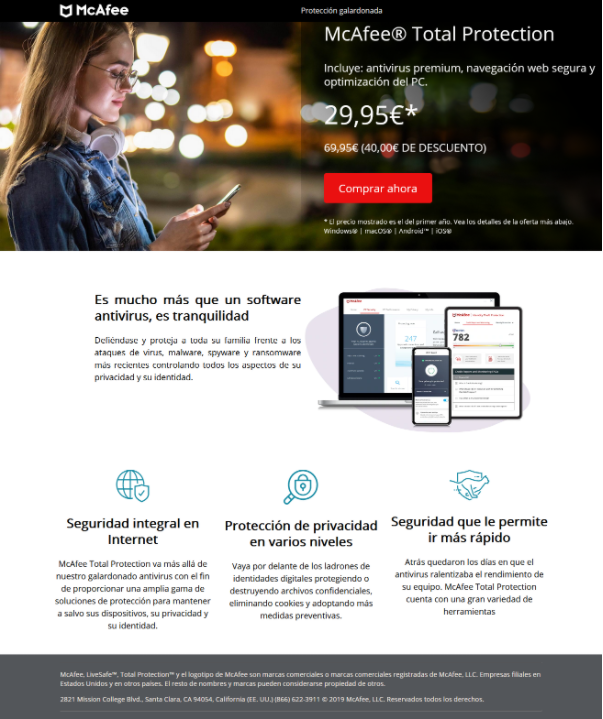 McAfee
Protección galardonada
McAfee® Total Protection
Incluye: antivirus premium, navegación web segura y
optimización del PC.
29,95€*
69,95€ (40,00€ DE DESCUENTO)
Comprar ahora
* El precio mostrado es el del primer año. Vea los detalles de la oferta más abajo.
Windows® | macOS® | Android™ | iOS®
Es mucho más que un software
antivirus, es tranquilidad
Defiéndase y proteja a toda su familia frente a los
ataques de virus, malware, spyware y ransomware
más recientes controlando todos los aspectos de su
privacidad y su identidad.
247
782
Seguridad integral en
Internet
McAfee Total Protection va más allá de
nuestro galardonado antivirus con el fin
de proporcionar una amplia gama de
soluciones de protección para mantener
a salvo sus dispositivos, su privacidad y
su identidad.
Protección de privacidad
en varios niveles
Vaya por delante de los ladrones de
identidades digitales protegiendo o
destruyendo archivos confidenciales,
eliminando cookies y adoptando más
medidas preventivas.
Seguridad que le permite
ir más rápido
Atrás quedaron los días en que el
antivirus ralentizaba el rendimiento de
su equipo. McAfee Total Protection
cuenta con una gran variedad de
herramientas
McAfee, LiveSafe™, Total Protection™ y el logotipo de McAfee son marcas comerciales o marcas comerciales registradas de McAfee, LLC. Empresas filiales en
Estados Unidos y en otros países. El resto de nombres y marcas pueden considerarse propiedad de otros.
2821 Mission College Blvd., Santa Clara, CA 94054, California (EE. UU.) (866) 622-3911 © 2019 McAfee, LLC. Reservados todos los derechos.